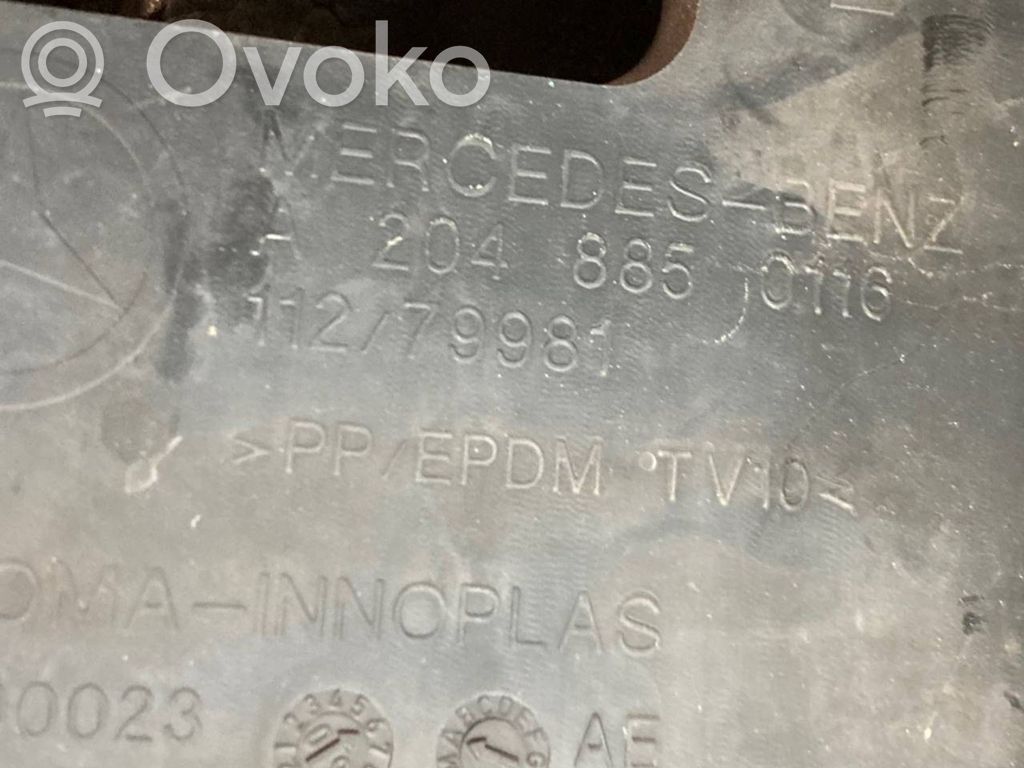 Ovoko
MERCEDES-BENZ
A 204 885 0116
112/79981
>PP/EPDM TV10<
OMA-INNOPLAS
0023
AE